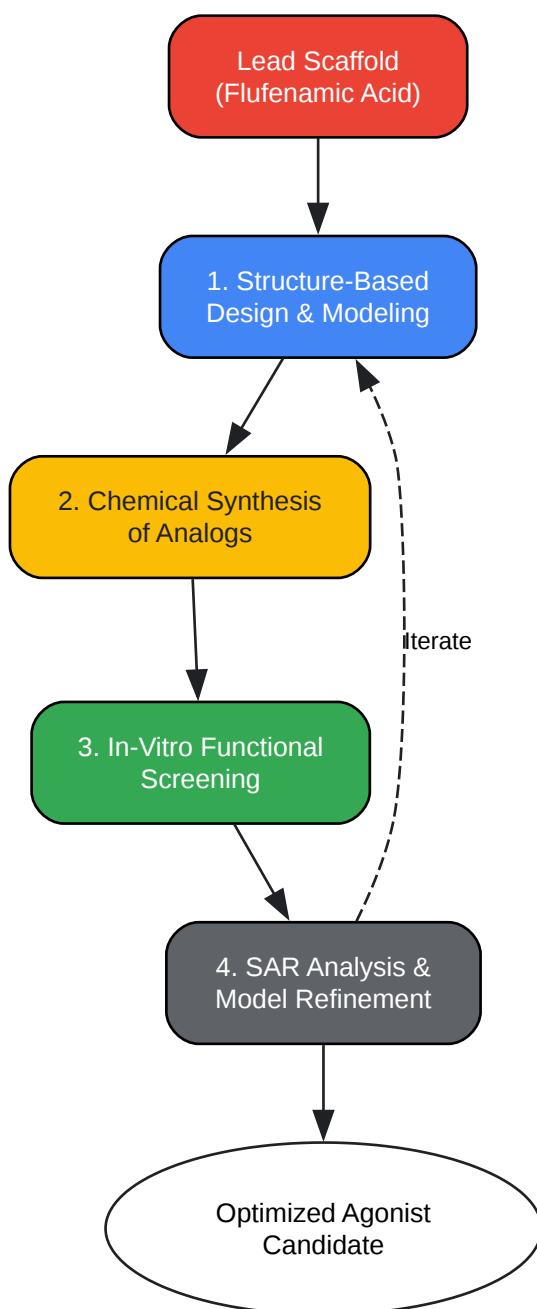 Lead Scaffold
(Flufenamic Acid)
1. Structure-Based
Design & Modeling
2. Chemical Synthesis
of Analogs
Iterate
3. In-Vitro Functional
Screening
4. SAR Analysis &
Model Refinement
Optimized Agonist
Candidate